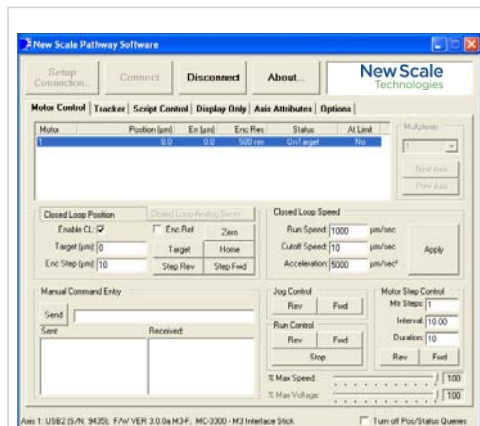 New Scale Pathway Software
Setup Connection...
Connect
Disconnect
About...
New Scale Technologies
Motor Control
Tracker
Script Control
Display Only
Axis Attributes
Options
Motor Position (µm) Err (µm) Enc Res Status At Limit
1 0.0 0.0 500 nm OnTarget No
Multiplexer
1
Next Axis
Prev Axis
Closed Loop Position
Closed Loop Analog Servo
Enable CL:
Enc Ref
Zero
Target (µm): 0
Target
Home
Enc Step (µm): 10
Step Rev
Step Fwd
Closed Loop Speed
Run Speed: 1000 µm/sec
Cutoff Speed: 10 µm/sec
Acceleration: 5000 µm/sec²
Apply
Manual Command Entry
Send
Sent:
Received:
Jog Control
Rev
Fwd
Run Control
Rev
Fwd
Stop
Motor Step Control
Mtr Steps: 1
Interval: 10.00
Duration: 10
Rev
Fwd
% Max Speed 100
% Max Voltage: 100
Axis 1: USB2 (S/N: 9435); F/W VER 3.0.0a M3-F, MC-3300 - M3 Interface Stick.
Turn off Pos/Status Queries